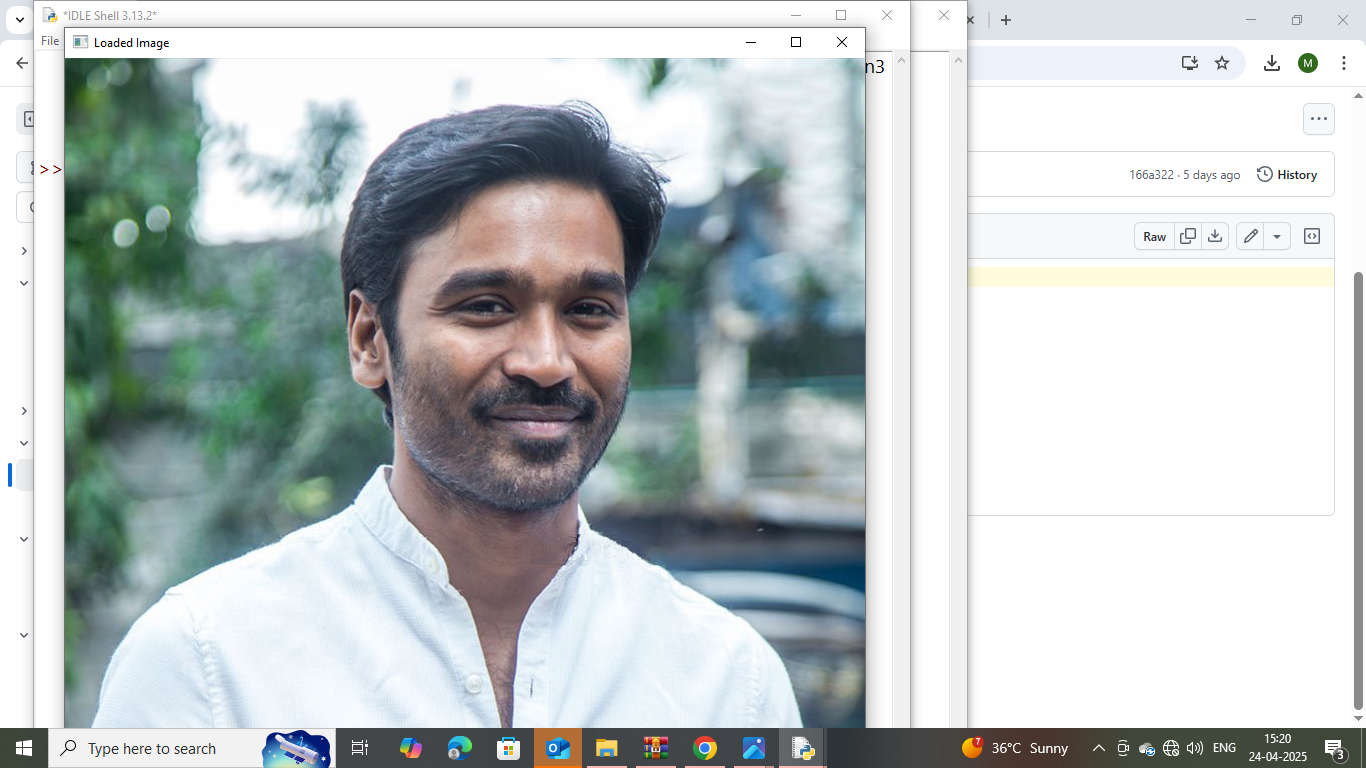 *IDLE Shell 3.13.2*
File
Loaded Image
n3
>>
M
166a322 · 5 days ago
History
Raw
Type here to search
7
36°C Sunny
ENG
15:20
24-04-2025
3